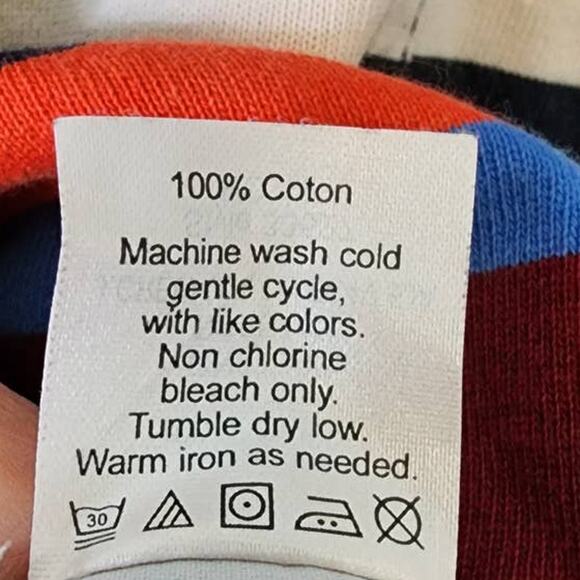 100% Coton
Machine wash cold
gentle cycle,
with like colors.
Non chlorine
bleach only.
Tumble dry low.
Warm iron as needed.
30